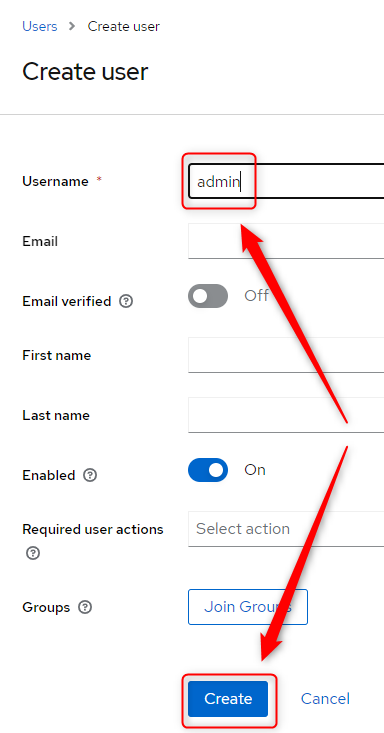 Users > Create user
Create user
Username * admin
Email
Email verified Off
First name
Last name
Enabled On
Required user actions Select action
Groups Join Groups
Create Cancel